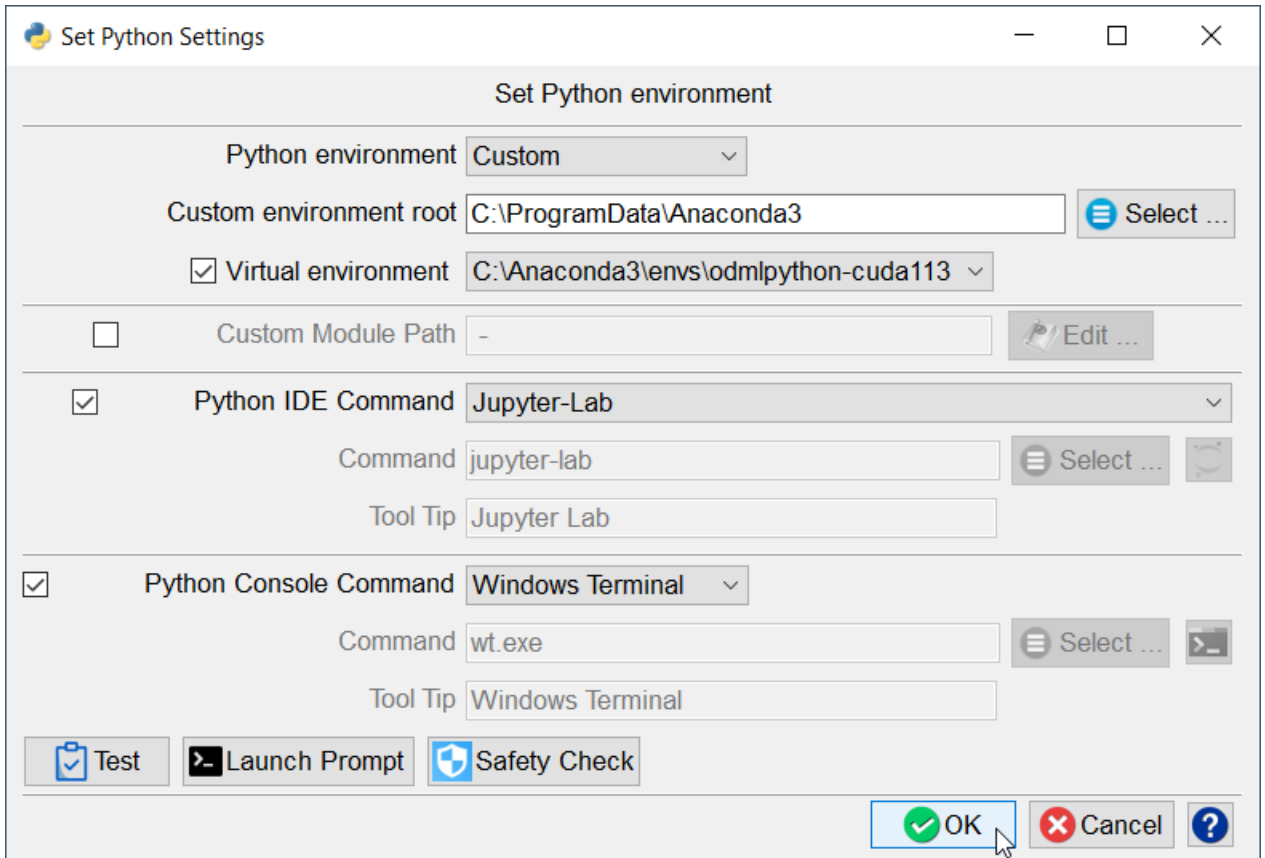 Set Python Settings
Set Python environment
Python environment Custom
Custom environment root C:\ProgramData\Anaconda3 Select ...
Virtual environment C:\Anaconda3\envs\odmlpython-cuda113
Custom Module Path - Edit ...
Python IDE Command Jupyter-Lab
Command jupyter-lab Select ...
Tool Tip Jupyter Lab
Python Console Command Windows Terminal
Command wt.exe Select ...
Tool Tip Windows Terminal
Test Launch Prompt Safety Check
OK Cancel ?